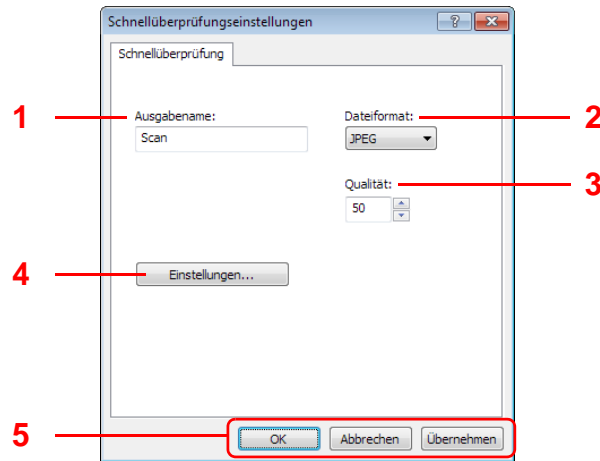 Schnellüberprüfungseinstellungen
Schnellüberprüfung
1 Ausgabename: Dateiformat: 2
Scan JPEG
Qualität: 3
50
4 Einstellungen...
5 OK Abbrechen Übernehmen